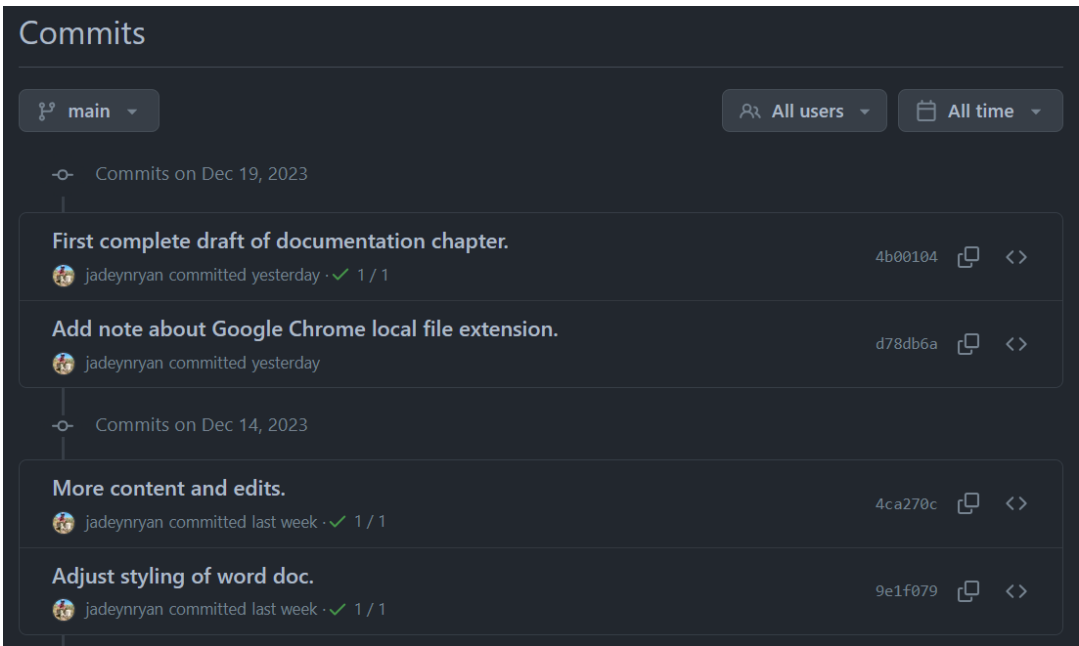 Commits
main
All users
All time
Commits on Dec 19, 2023
First complete draft of documentation chapter.
4b00104
jadeynryan committed yesterday · ✓ 1 / 1
Add note about Google Chrome local file extension.
d78db6a
jadeynryan committed yesterday
Commits on Dec 14, 2023
More content and edits.
4ca270c
jadeynryan committed last week · ✓ 1 / 1
Adjust styling of word doc.
9e1f079
jadeynryan committed last week · ✓ 1 / 1